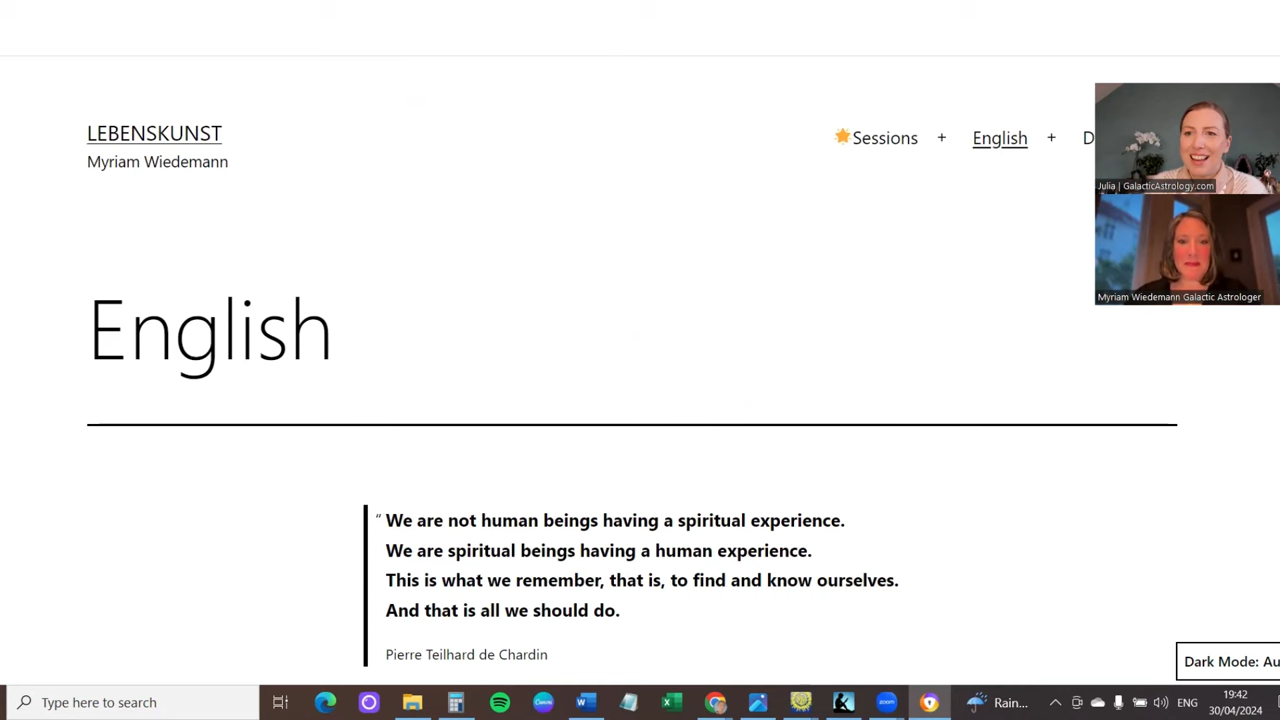 LEBENSKUNST
Myriam Wiedemann
Sessions + English + D
Julia | GalacticAstrology.com
Myriam Wiedemann Galactic Astrologer
English
“ We are not human beings having a spiritual experience.
We are spiritual beings having a human experience.
This is what we remember, that is, to find and know ourselves.
And that is all we should do.
Pierre Teilhard de Chardin
Dark Mode: Au
Type here to search
Canva
zoom
Rain...
ENG
19:42
30/04/2024